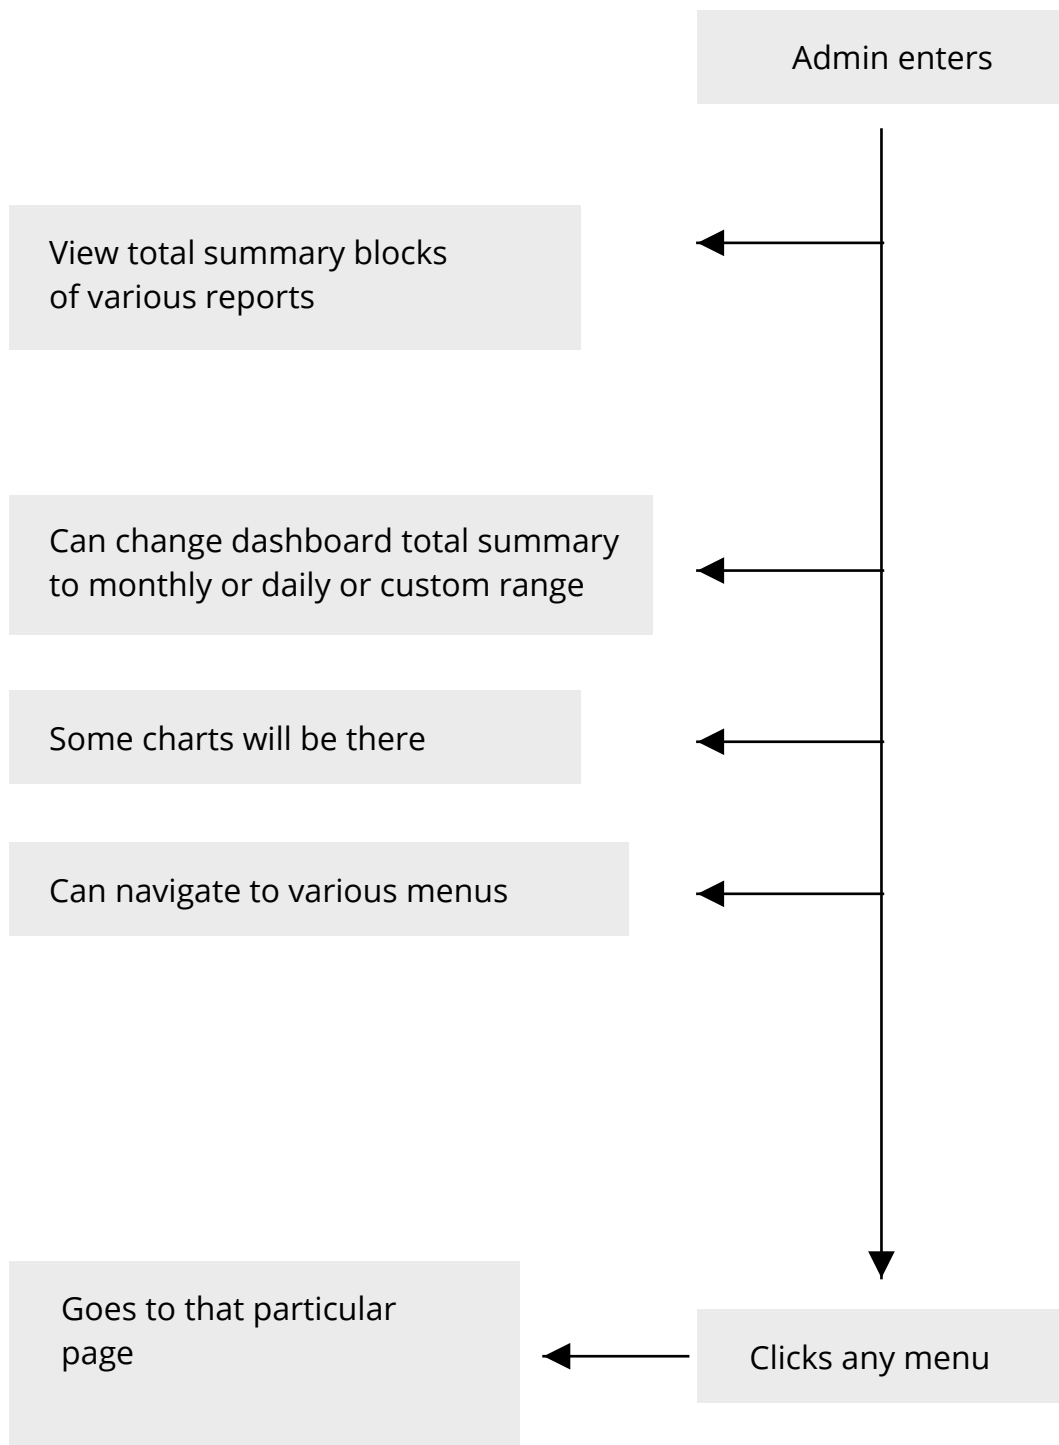 Admin enters
View total summary blocks
of various reports
Can change dashboard total summary
to monthly or daily or custom range
Some charts will be there
Can navigate to various menus
Goes to that particular
page
Clicks any menu